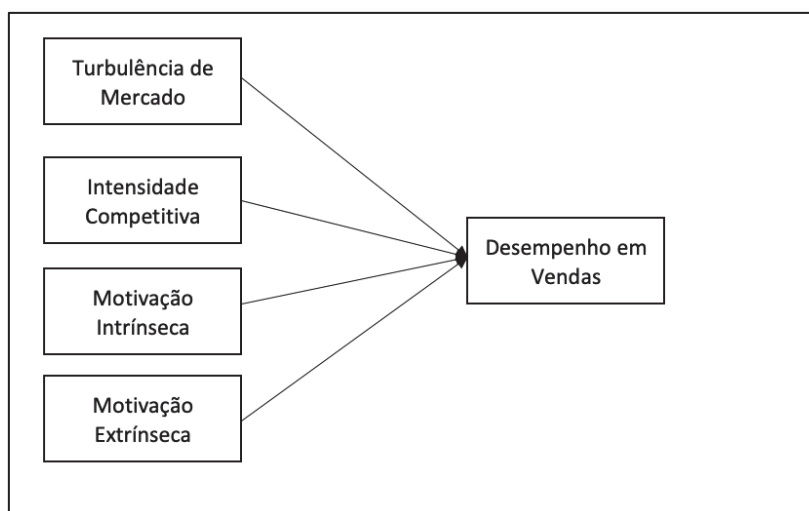 Turbulência de
Mercado
Intensidade
Competitiva
Motivação
Intrínseca
Motivação
Extrínseca
Desempenho em
Vendas